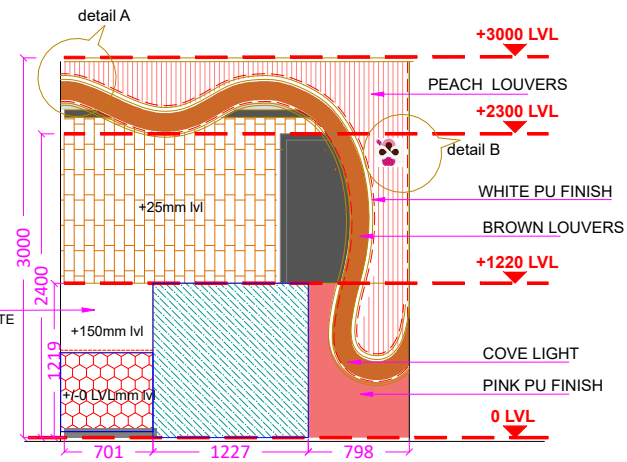 detail A
+3000 LVL
PEACH LOUVERS
+2300 LVL
detail B
WHITE PU FINISH
+25mm lvl
BROWN LOUVERS
3000
+1220 LVL
2400
TE
+150mm lvl
1219
COVE LIGHT
+/-0 LVLmm lvl
PINK PU FINISH
0 LVL
701
1227
798